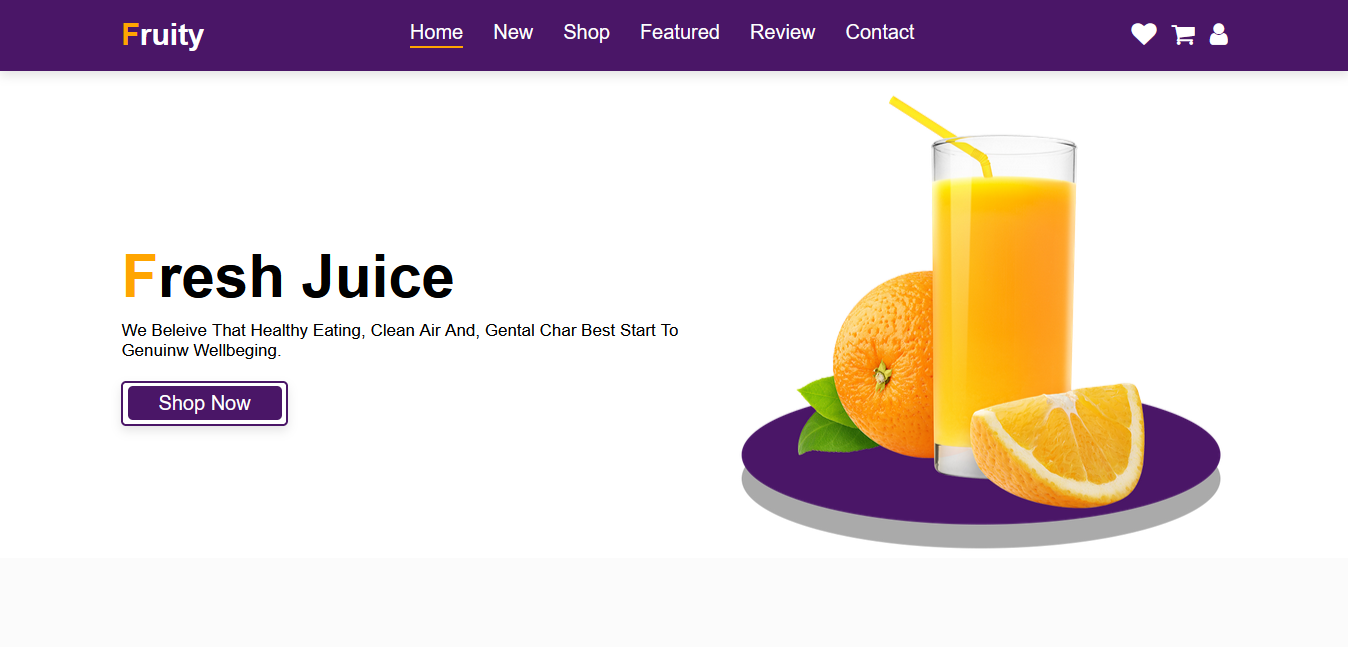 Fruity
Home New Shop Featured Review Contact
Fresh Juice
We Beleive That Healthy Eating, Clean Air And, Gental Char Best Start To
Genuinw Wellbeging.
Shop Now